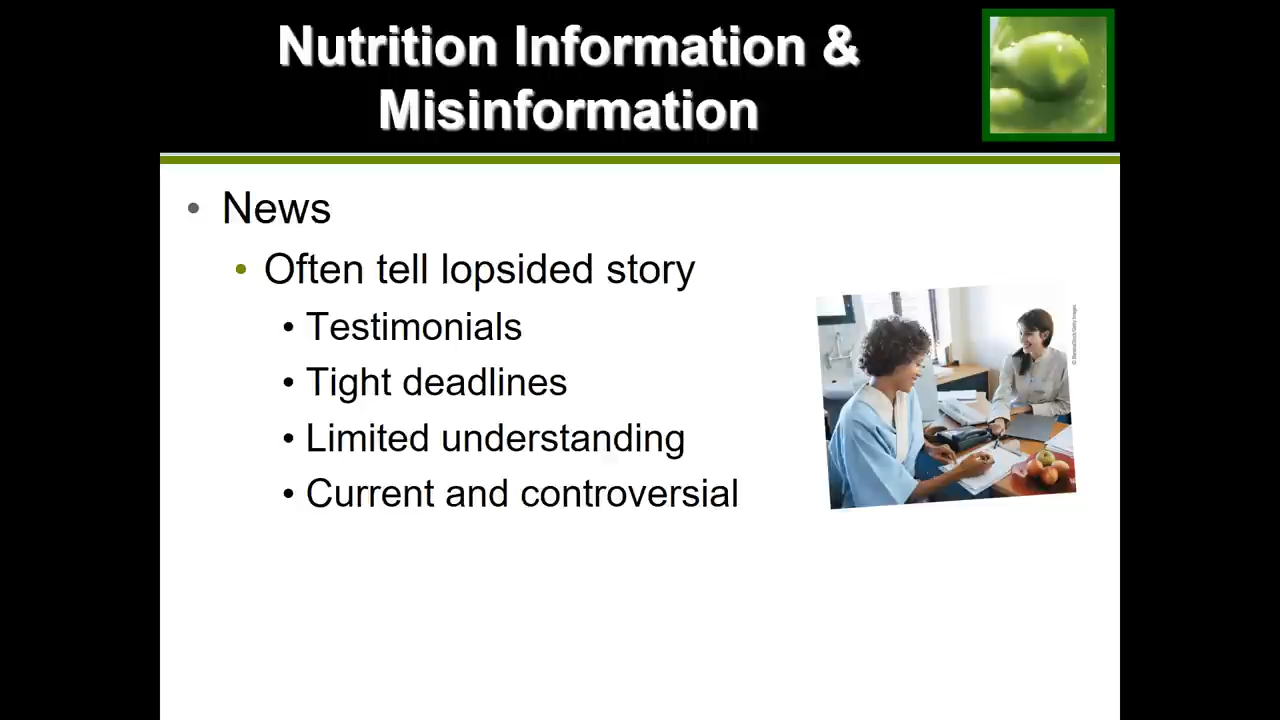 Nutrition Information &
Misinformation
• News
• Often tell lopsided story
• Testimonials
• Tight deadlines
• Limited understanding
• Current and controversial